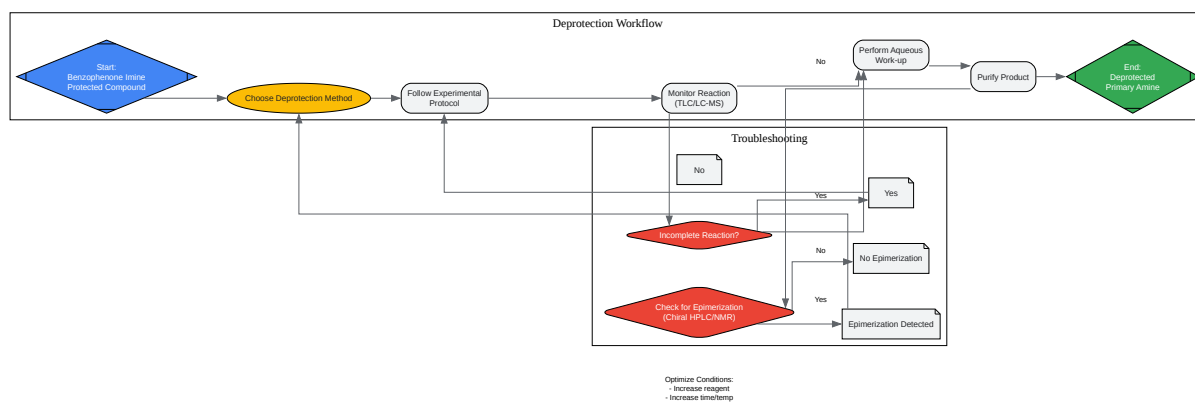 Deprotection Workflow
Start:
Benzophenone Imine
Protected Compound
Choose Deprotection Method
Follow Experimental
Protocol
Monitor Reaction
(TLC/LC-MS)
No
Perform Aqueous
Work-up
Purify Product
End:
Deprotected
Primary Amine
Troubleshooting
No
Yes
Yes
Incomplete Reaction?
No
No Epimerization
Check for Epimerization
(Chiral HPLC/NMR)
Yes
Epimerization Detected
Optimize Conditions:
- Increase reagent
- Increase time/temp